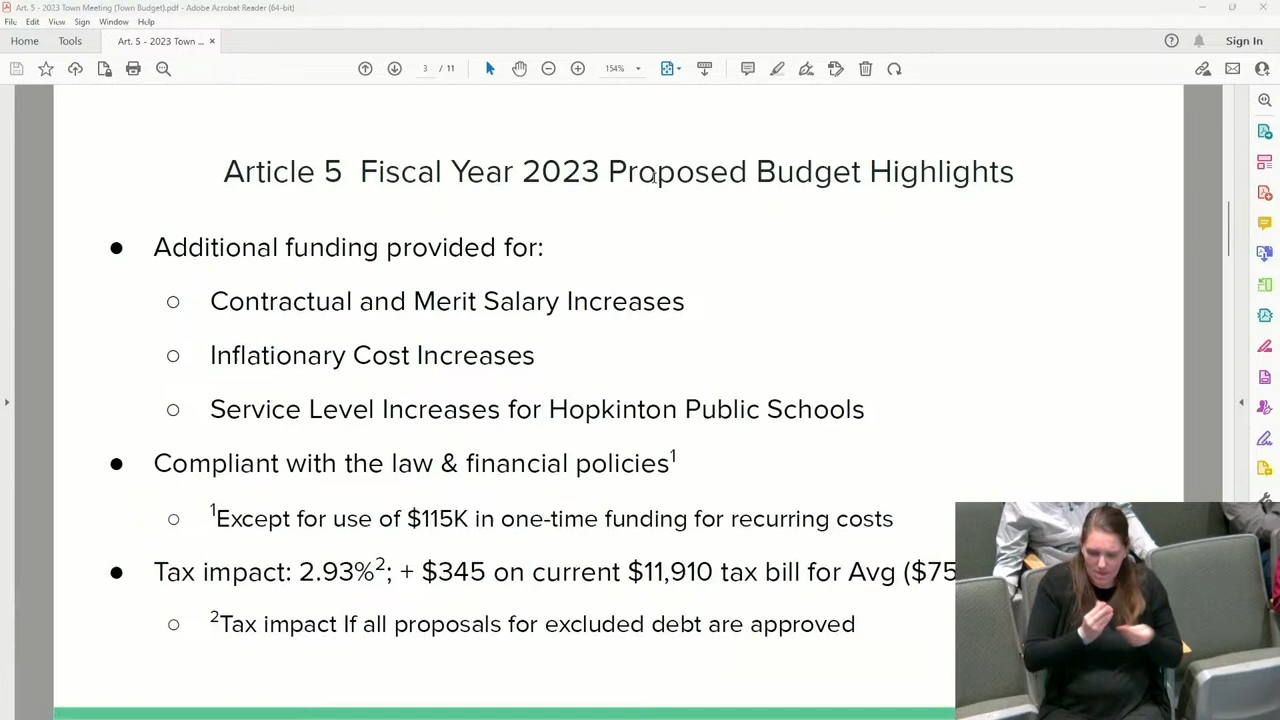 Art. 5 - 2023 Town Meeting (Town Budget).pdf - Adobe Acrobat Reader (64-bit)
File Edit View Sign Window Help
Home Tools Art. 5 - 2023 Town ... × Sign In
3 / 11 154%
Article 5 Fiscal Year 2023 Proposed Budget Highlights
● Additional funding provided for:
○ Contractual and Merit Salary Increases
○ Inflationary Cost Increases
○ Service Level Increases for Hopkinton Public Schools
● Compliant with the law & financial policies¹
○ ¹Except for use of $115K in one-time funding for recurring costs
● Tax impact: 2.93%²; + $345 on current $11,910 tax bill for Avg ($75
○ ²Tax impact If all proposals for excluded debt are approved